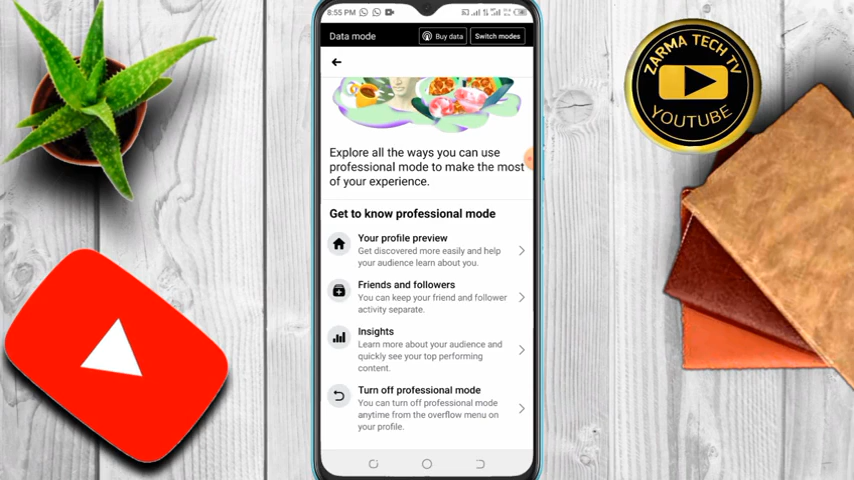 8:55 PM
Data mode
Buy data
Switch modes
Explore all the ways you can use
professional mode to make the most
of your experience.
Get to know professional mode
Your profile preview
Get discovered more easily and help
your audience learn about you.
Friends and followers
You can keep your friend and follower
activity separate.
Insights
Learn more about your audience and
quickly see your top performing
content.
Turn off professional mode
You can turn off professional mode
anytime from the overflow menu on
your profile.
ZARMA TECH TV
YOUTUBE